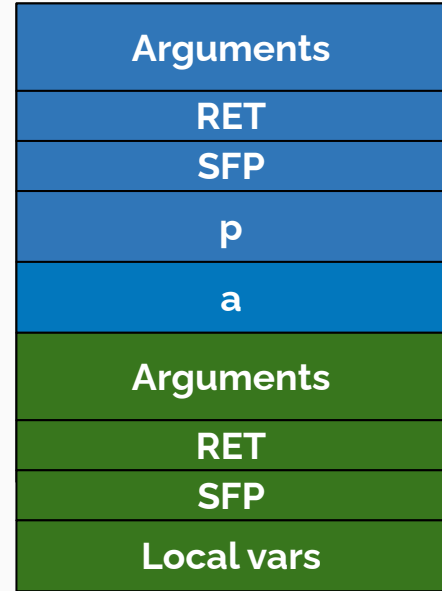 Arguments
RET
SFP
p
a
Arguments
RET
SFP
Local vars